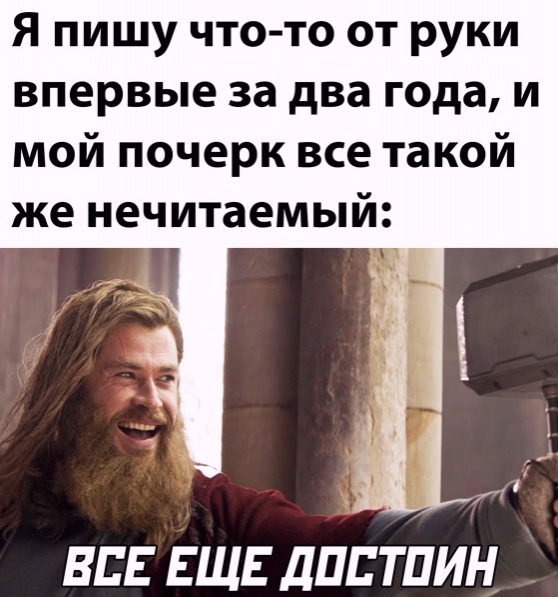 Я пишу что-то от руки
впервые за два года, и
мой почерк все такой
же нечитаемый:
ВСЕ ЕЩЕ ДОСТОИН